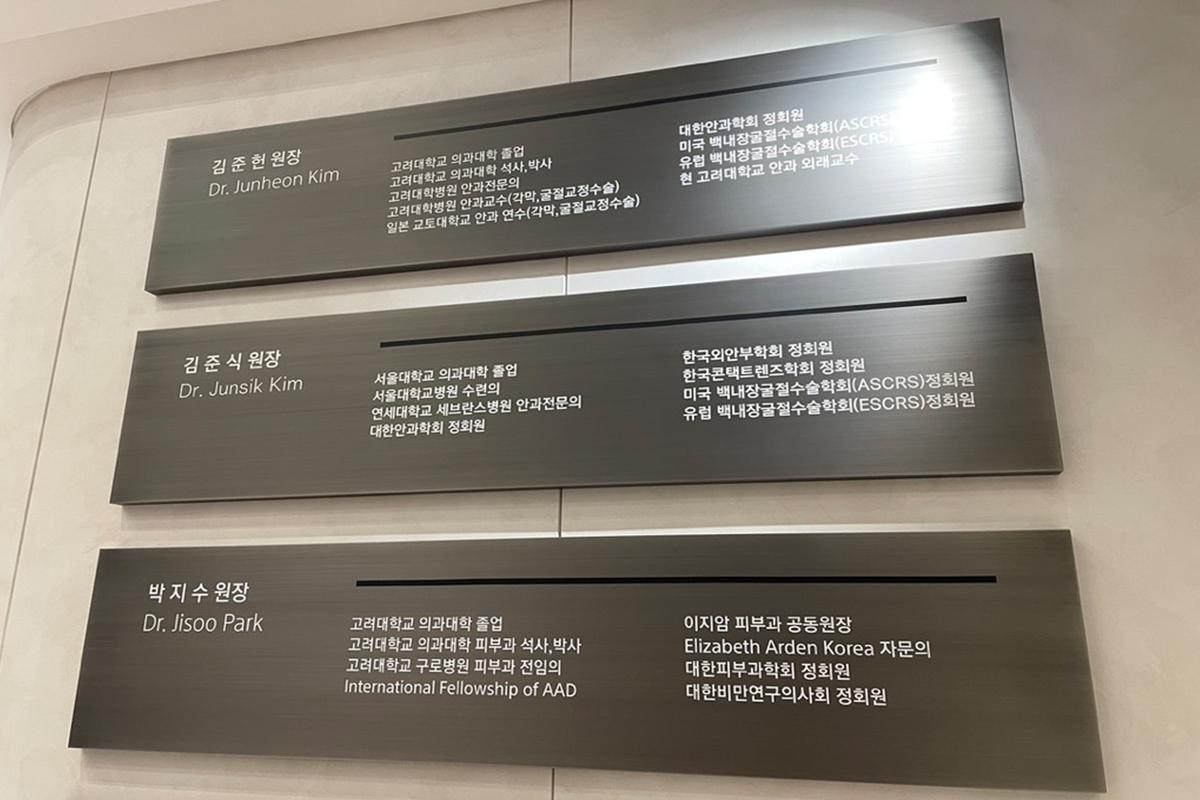 김 준 헌 원장
Dr. Junheon Kim
고려대학교 의과대학 졸업
고려대학교 의과대학 석사,박사
고려대학병원 안과전문의
고려대학병원 안과교수(각막,굴절교정수술)
일본 교토대학교 안과 연수(각막,굴절교정수술)
대한안과학회 정회원
미국 백내장굴절수술학회(ASCRS)
유럽 백내장굴절수술학회(ESCRS)
현 고려대학교 안과 외래교수
김 준 식 원장
Dr. Junsik Kim
서울대학교 의과대학 졸업
서울대학교병원 수련의
연세대학교 세브란스병원 안과전문의
대한안과학회 정회원
한국외안부학회 정회원
한국콘택트렌즈학회 정회원
미국 백내장굴절수술학회(ASCRS)정회원
유럽 백내장굴절수술학회(ESCRS)정회원
박 지 수 원장
Dr. Jisoo Park
고려대학교 의과대학 졸업
고려대학교 의과대학 피부과 석사,박사
고려대학교 구로병원 피부과 전임의
International Fellowship of AAD
이지암 피부과 공동원장
Elizabeth Arden Korea 자문의
대한피부과학회 정회원
대한비만연구의사회 정회원